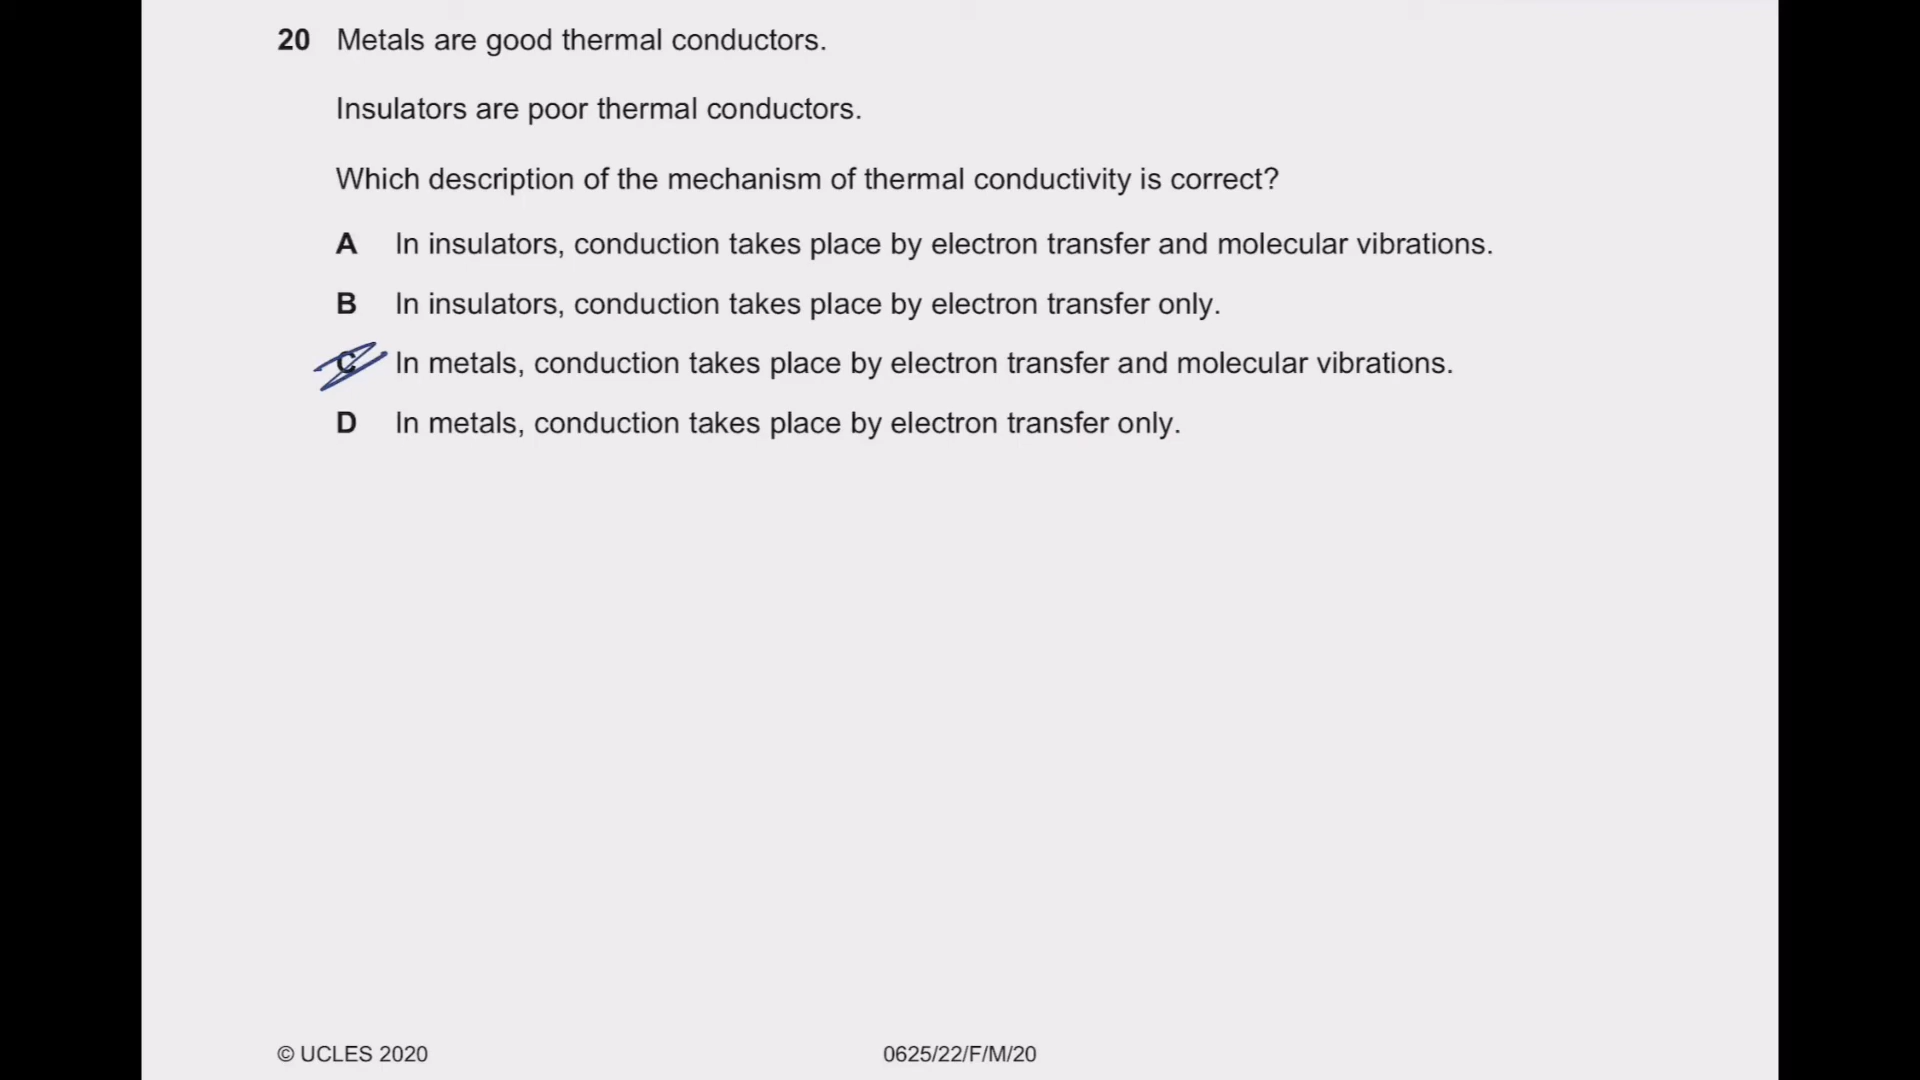 20 Metals are good thermal conductors.
Insulators are poor thermal conductors.
Which description of the mechanism of thermal conductivity is correct?
A In insulators, conduction takes place by electron transfer and molecular vibrations.
B In insulators, conduction takes place by electron transfer only.
C In metals, conduction takes place by electron transfer and molecular vibrations.
D In metals, conduction takes place by electron transfer only.
© UCLES 2020
0625/22/F/M/20